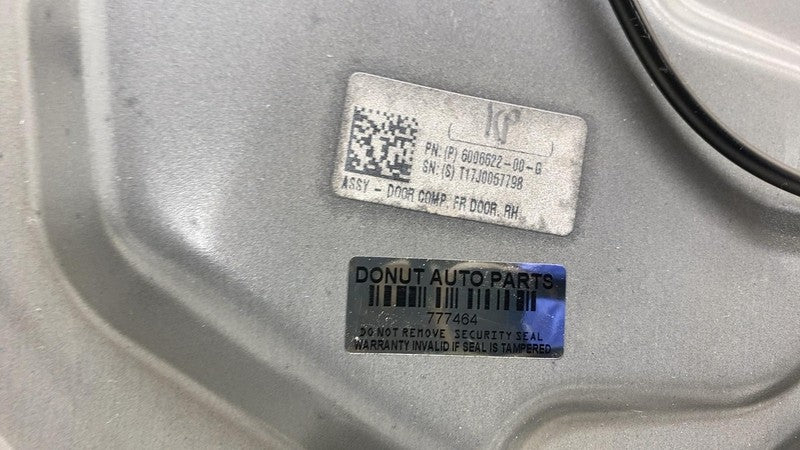 PN: (P) 6006622-00-G
SN: (S) T17J0057798
ASSY - DOOR COMP. FR DOOR. RH.
DONUT AUTO PARTS
777464
DO NOT REMOVE SECURITY SEAL
WARRANTY INVALID IF SEAL IS TAMPERED